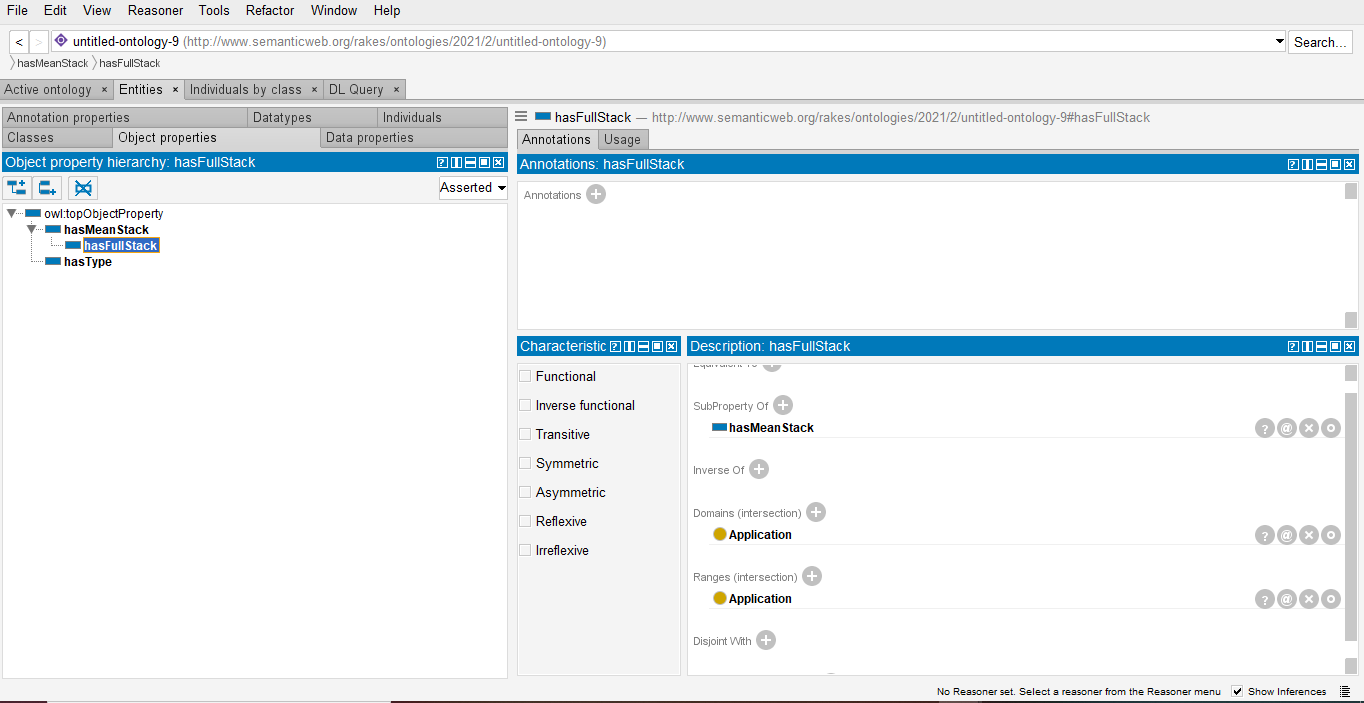 File Edit View Reasoner Tools Refactor Window Help
< > untitled-ontology-9 (http://www.semanticweb.org/rakes/ontologies/2021/2/untitled-ontology-9) Search...
hasMeanStack hasFullStack
Active ontology × Entities × Individuals by class × DL Query ×
Annotation properties Datatypes Individuals
Classes Object properties Data properties
Object property hierarchy: hasFullStack
Asserted
owl:topObjectProperty
hasMeanStack
hasFullStack
hasType
hasFullStack — http://www.semanticweb.org/rakes/ontologies/2021/2/untitled-ontology-9#hasFullStack
Annotations Usage
Annotations: hasFullStack
Annotations
Characteristic
Functional
Inverse functional
Transitive
Symmetric
Asymmetric
Reflexive
Irreflexive
Description: hasFullStack
Equivalent To
SubProperty Of
hasMeanStack
Inverse Of
Domains (intersection)
Application
Ranges (intersection)
Application
Disjoint With
No Reasoner set. Select a reasoner from the Reasoner menu Show Inferences